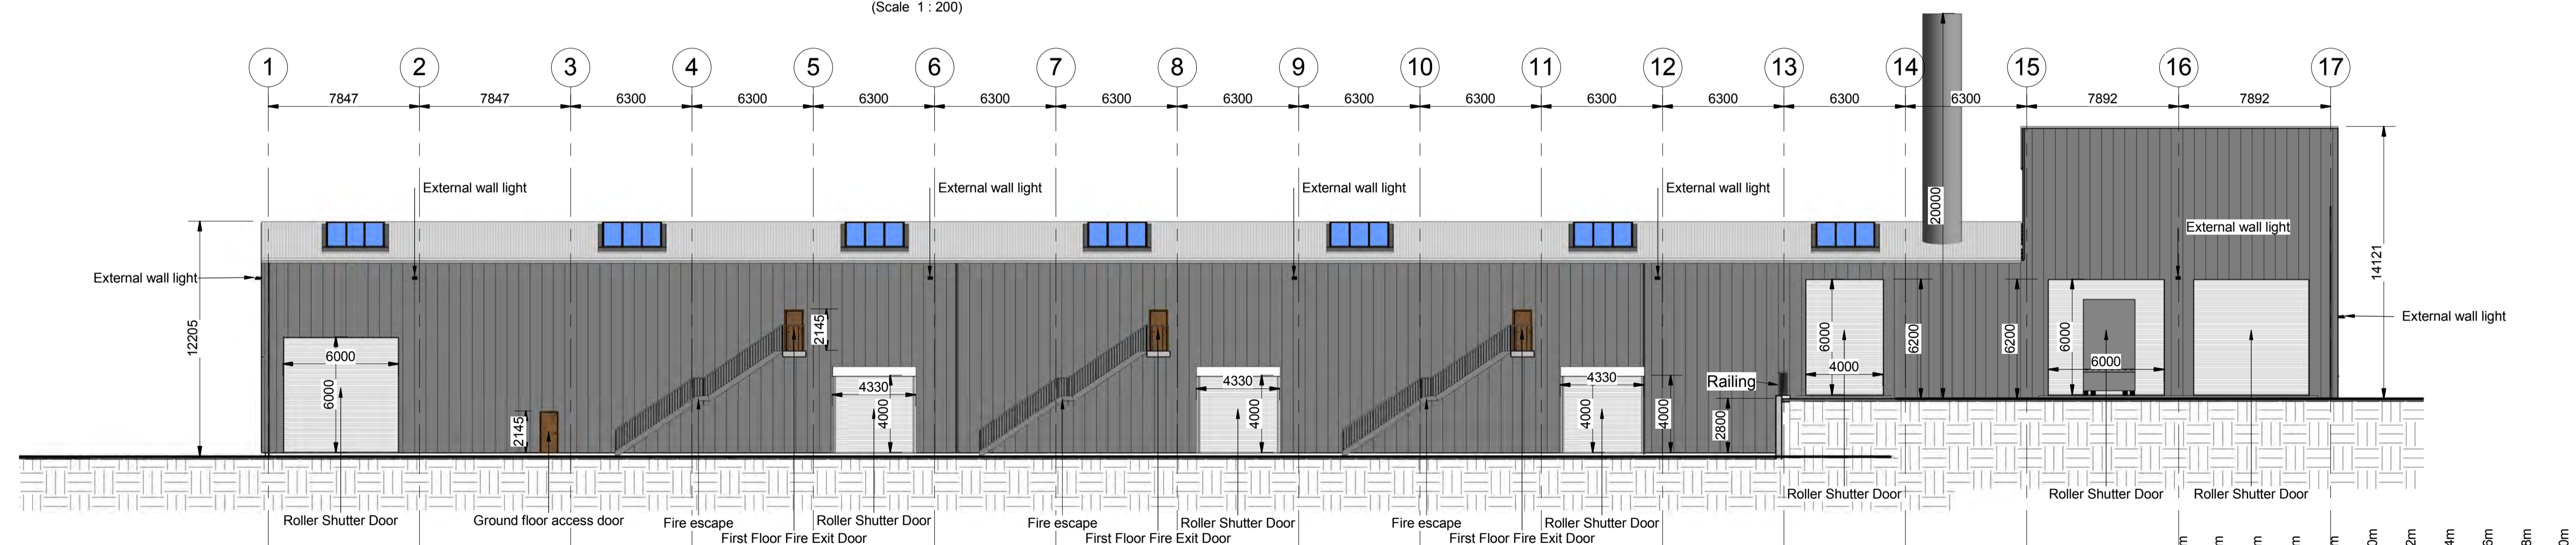 (Scale 1 : 200)
1 2 3 4 5 6 7 8 9 10 11 12 13 14 15 16 17
7847 7847 6300 6300 6300 6300 6300 6300 6300 6300 6300 6300 6300 6300 7892 7892
External wall light External wall light External wall light External wall light
20000
External wall light
14121
External wall light
External wall light
12205
2145
6000
6000
6200
6200
6000
6000
6000
4000
6000
4330
4330
4330
4000
4000
4000
4000
Railing
2800
2145
Roller Shutter Door Roller Shutter Door Roller Shutter Door
Roller Shutter Door Ground floor access door Fire escape Roller Shutter Door Fire escape Roller Shutter Door Fire escape Roller Shutter Door
First Floor Fire Exit Door First Floor Fire Exit Door First Floor Fire Exit Door